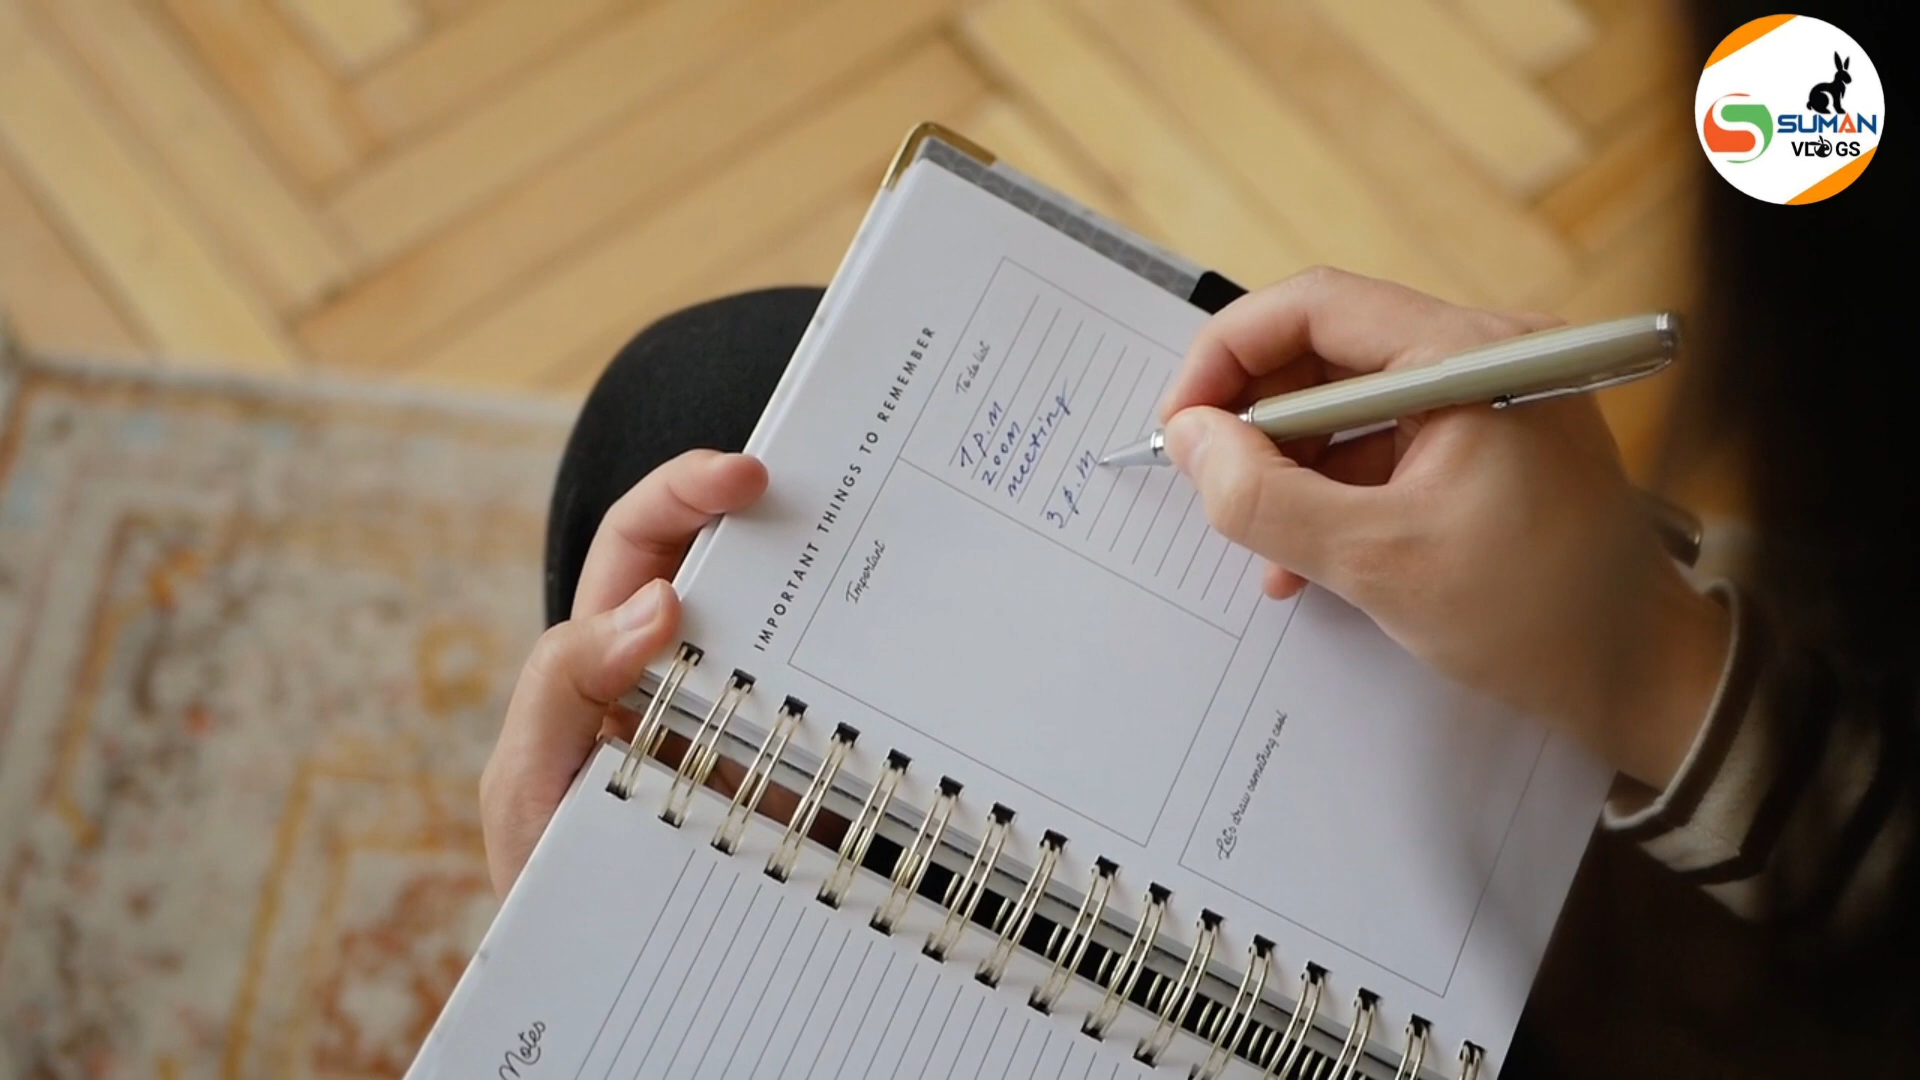 IMPORTANT THINGS TO REMEMBER
To do list
1 P.M
ZOOM
meeting
3 P.M
Important
Let's draw something cool
Notes
SUMAN
VLOGS